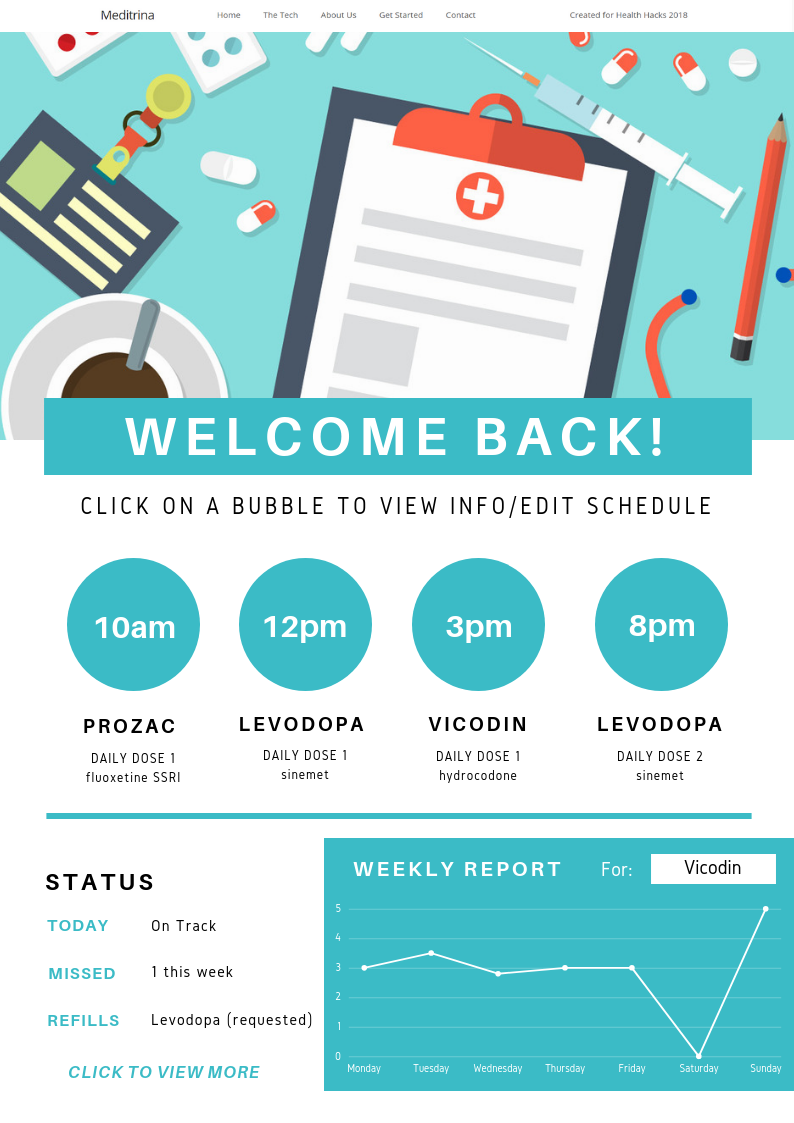 Meditrina
Home The Tech About Us Get Started Contact
Created for Health Hacks 2018
WELCOME BACK!
CLICK ON A BUBBLE TO VIEW INFO/EDIT SCHEDULE
10am 12pm 3pm 8pm
PROZAC LEVODOPA VICODIN LEVODOPA
DAILY DOSE 1 DAILY DOSE 1 DAILY DOSE 1 DAILY DOSE 2
fluoxetine SSRI sinemet hydrocodone sinemet
STATUS
TODAY On Track
MISSED 1 this week
REFILLS Levodopa (requested)
CLICK TO VIEW MORE
WEEKLY REPORT For: Vicodin
5
4
3
2
1
0
Monday Tuesday Wednesday Thursday Friday Saturday Sunday